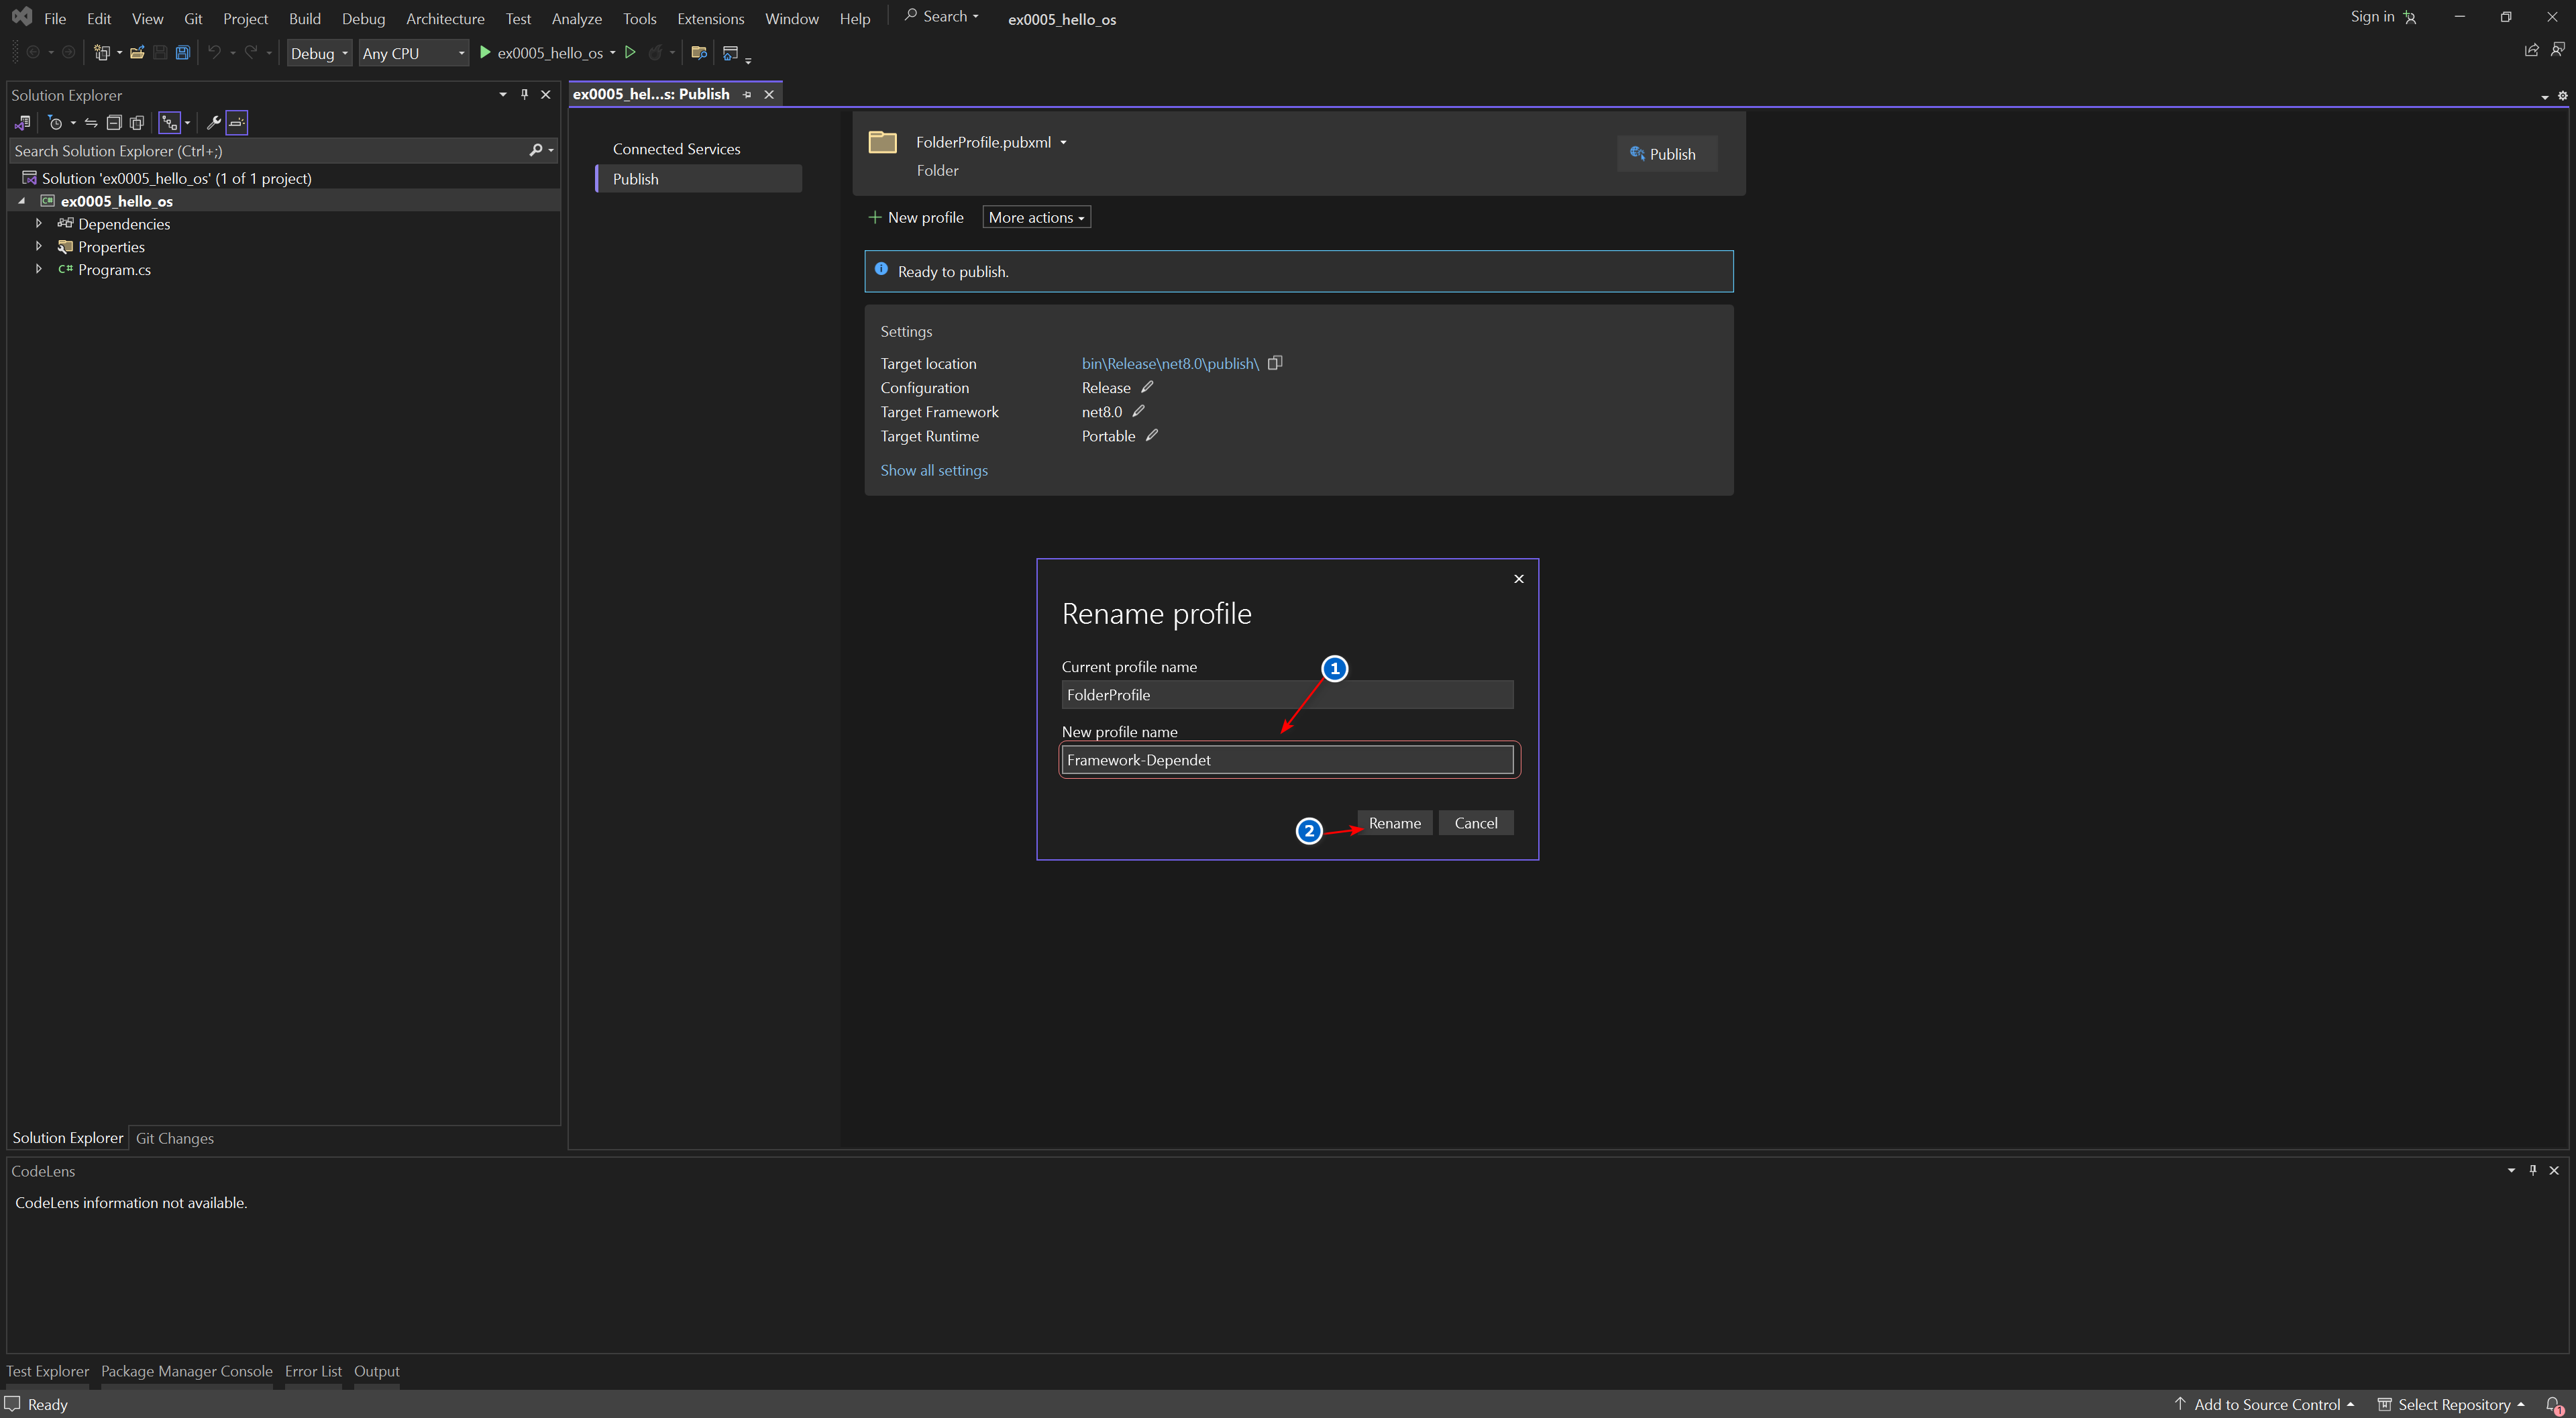 File Edit View Git Project Build Debug Architecture Test Analyze Tools Extensions Window Help Search ex0005_hello_os Sign in
Debug Any CPU ex0005_hello_os
Solution Explorer
Search Solution Explorer (Ctrl+;)
Solution 'ex0005_hello_os' (1 of 1 project)
C# ex0005_hello_os
Dependencies
Properties
C# Program.cs
Solution Explorer Git Changes
ex0005_hel...s: Publish
Connected Services
Publish
FolderProfile.pubxml
Folder
Publish
New profile More actions
Ready to publish.
Settings
Target location bin\Release\net8.0\publish\
Configuration Release
Target Framework net8.0
Target Runtime Portable
Show all settings
Rename profile
Current profile name
1
FolderProfile
New profile name
Framework-Dependet
2
Rename Cancel
CodeLens
CodeLens information not available.
Test Explorer Package Manager Console Error List Output
Ready Add to Source Control Select Repository 1